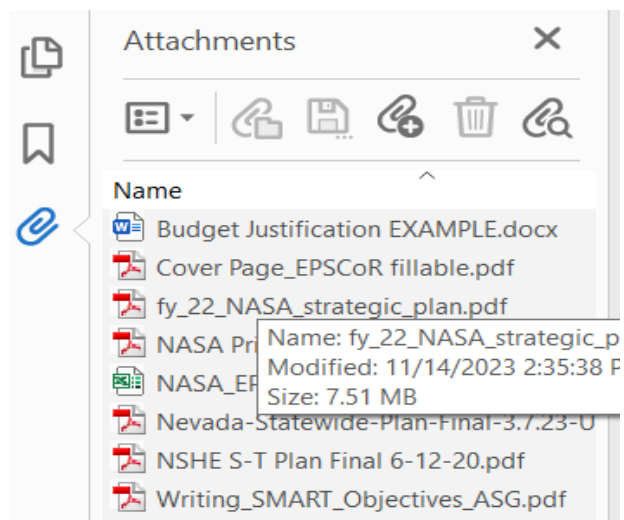 Attachments
Name
Budget Justification EXAMPLE.docx
Cover Page_EPSCoR fillable.pdf
fy_22_NASA_strategic_plan.pdf
NASA Pri
Name: fy_22_NASA_strategic_p
Modified: 11/14/2023 2:35:38 P
NASA_EP
Size: 7.51 MB
Nevada-Statewide-Plan-Final-3.7.23-U
NSHE S-T Plan Final 6-12-20.pdf
Writing_SMART_Objectives_ASG.pdf